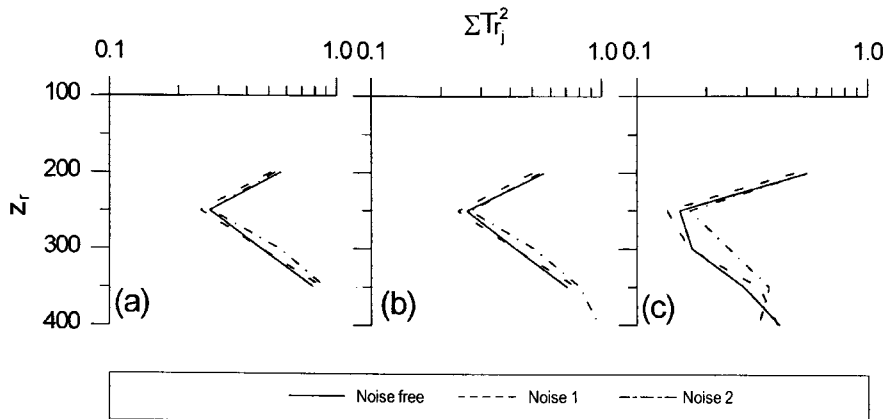 ΣTr_j^2
0.1 1.0 0.1 1.0 0.1 1.0
100
200
z_r
300
400
(a) (b) (c)
Noise free Noise 1 Noise 2